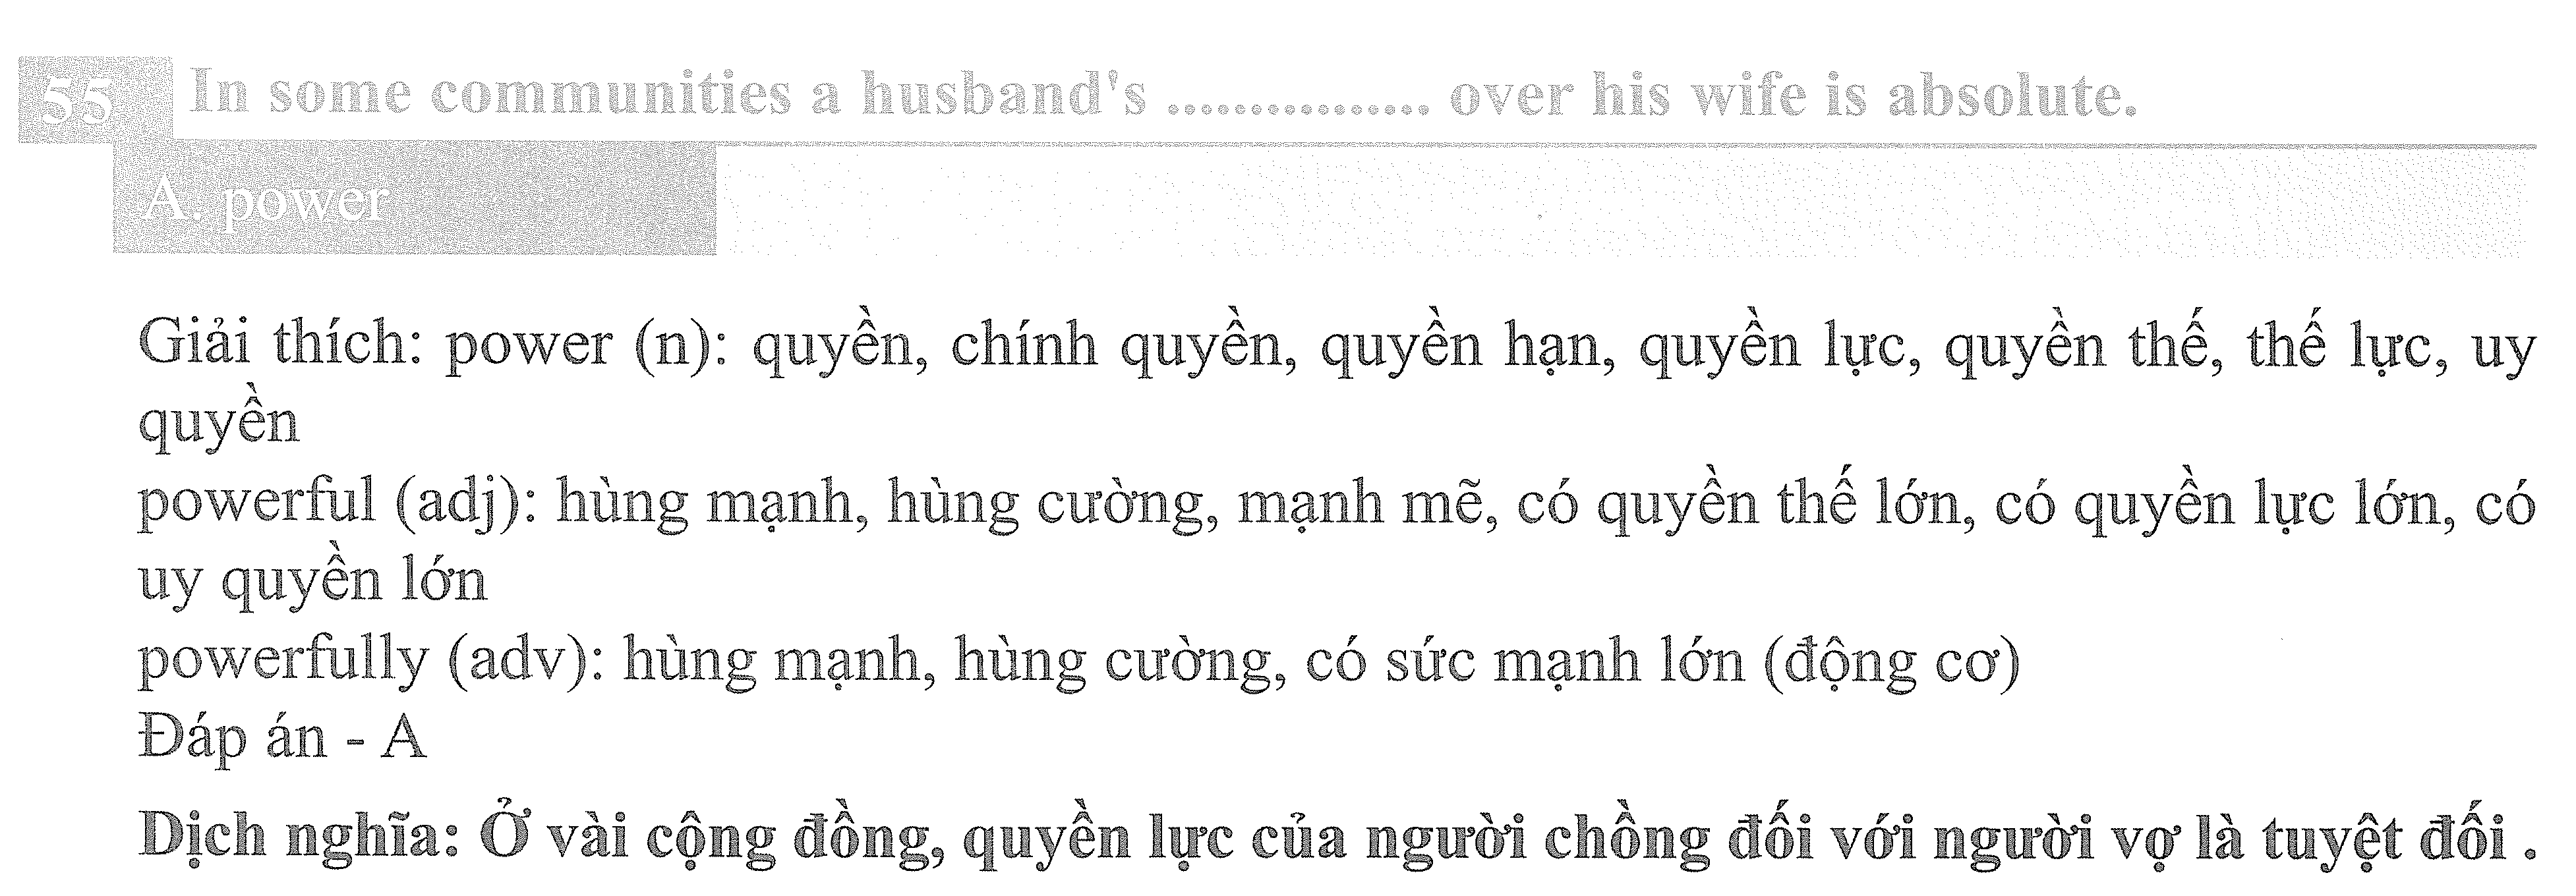 55 In some communities a husband's ............... over his wife is absolute.
A. power
Giải thích: power (n): quyền, chính quyền, quyền hạn, quyền lực, quyền thế, thế lực, uy
quyền
powerful (adj): hùng mạnh, hùng cường, mạnh mẽ, có quyền thế lớn, có quyền lực lớn, có
uy quyền lớn
powerfully (adv): hùng mạnh, hùng cường, có sức mạnh lớn (động cơ)
Đáp án - A
Dịch nghĩa: Ở vài cộng đồng, quyền lực của người chồng đối với người vợ là tuyệt đối .